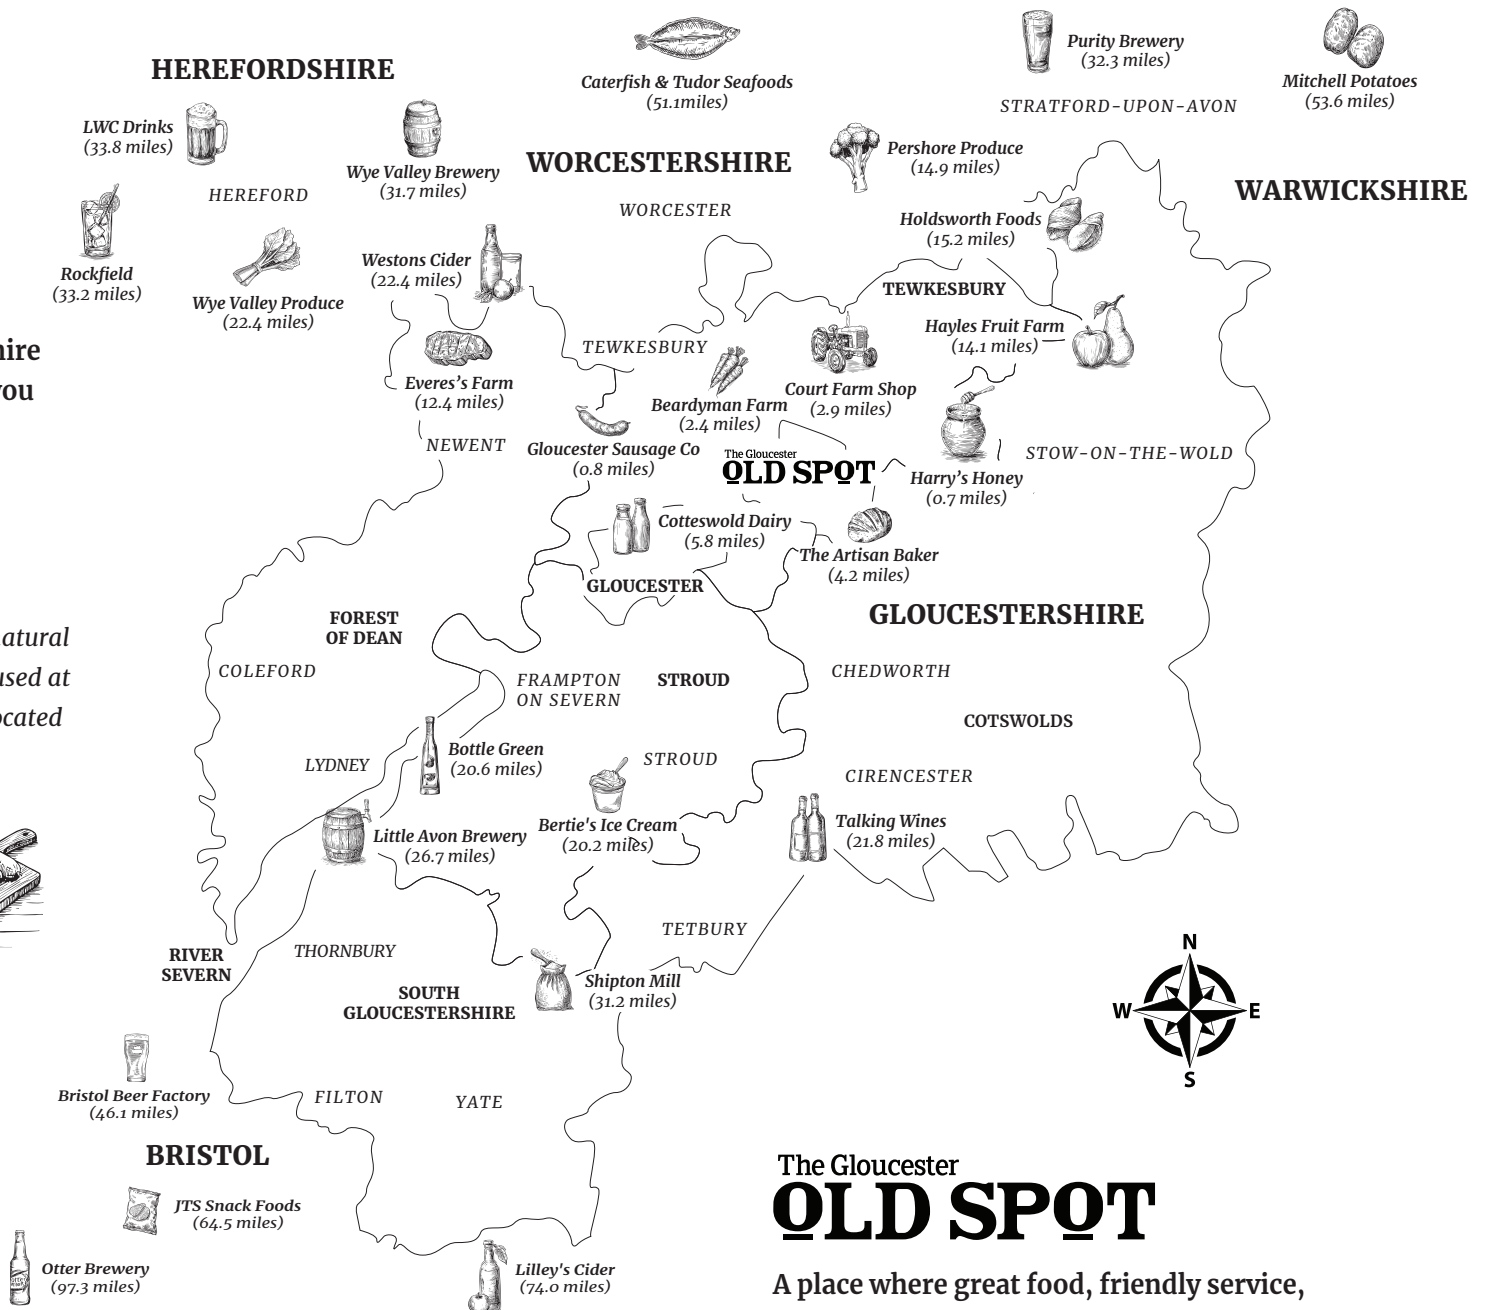 HEREFORDSHIRE
Caterfish & Tudor Seafoods
(51.1miles)
Purity Brewery
(32.3 miles)
Mitchell Potatoes
(53.6 miles)
STRATFORD-UPON-AVON
LWC Drinks
(33.8 miles)
Wye Valley Brewery
(31.7 miles)
WORCESTERSHIRE
Pershore Produce
(14.9 miles)
WARWICKSHIRE
HEREFORD
WORCESTER
Holdsworth Foods
(15.2 miles)
Rockfield
(33.2 miles)
Wye Valley Produce
(22.4 miles)
Westons Cider
(22.4 miles)
TEWKESBURY
Hayles Fruit Farm
(14.1 miles)
TEWKESBURY
hire
you
Everes’s Farm
(12.4 miles)
Beardyman Farm
(2.4 miles)
Court Farm Shop
(2.9 miles)
NEWENT
Gloucester Sausage Co
(0.8 miles)
The Gloucester
OLD SPOT
Harry’s Honey
(0.7 miles)
STOW-ON-THE-WOLD
Cotteswold Dairy
(5.8 miles)
The Artisan Baker
(4.2 miles)
GLOUCESTER
GLOUCESTERSHIRE
FOREST
OF DEAN
natural
used at
ocated
COLEFORD
FRAMPTON
ON SEVERN
STROUD
CHEDWORTH
COTSWOLDS
LYDNEY
Bottle Green
(20.6 miles)
STROUD
CIRENCESTER
Little Avon Brewery
(26.7 miles)
Bertie's Ice Cream
(20.2 miles)
Talking Wines
(21.8 miles)
TETBURY
RIVER
SEVERN
THORNBURY
SOUTH
GLOUCESTERSHIRE
Shipton Mill
(31.2 miles)
N
W
E
S
Bristol Beer Factory
(46.1 miles)
FILTON
YATE
BRISTOL
JTS Snack Foods
(64.5 miles)
Otter Brewery
(97.3 miles)
Lilley's Cider
(74.0 miles)
The Gloucester
OLD SPOT
A place where great food, friendly service,